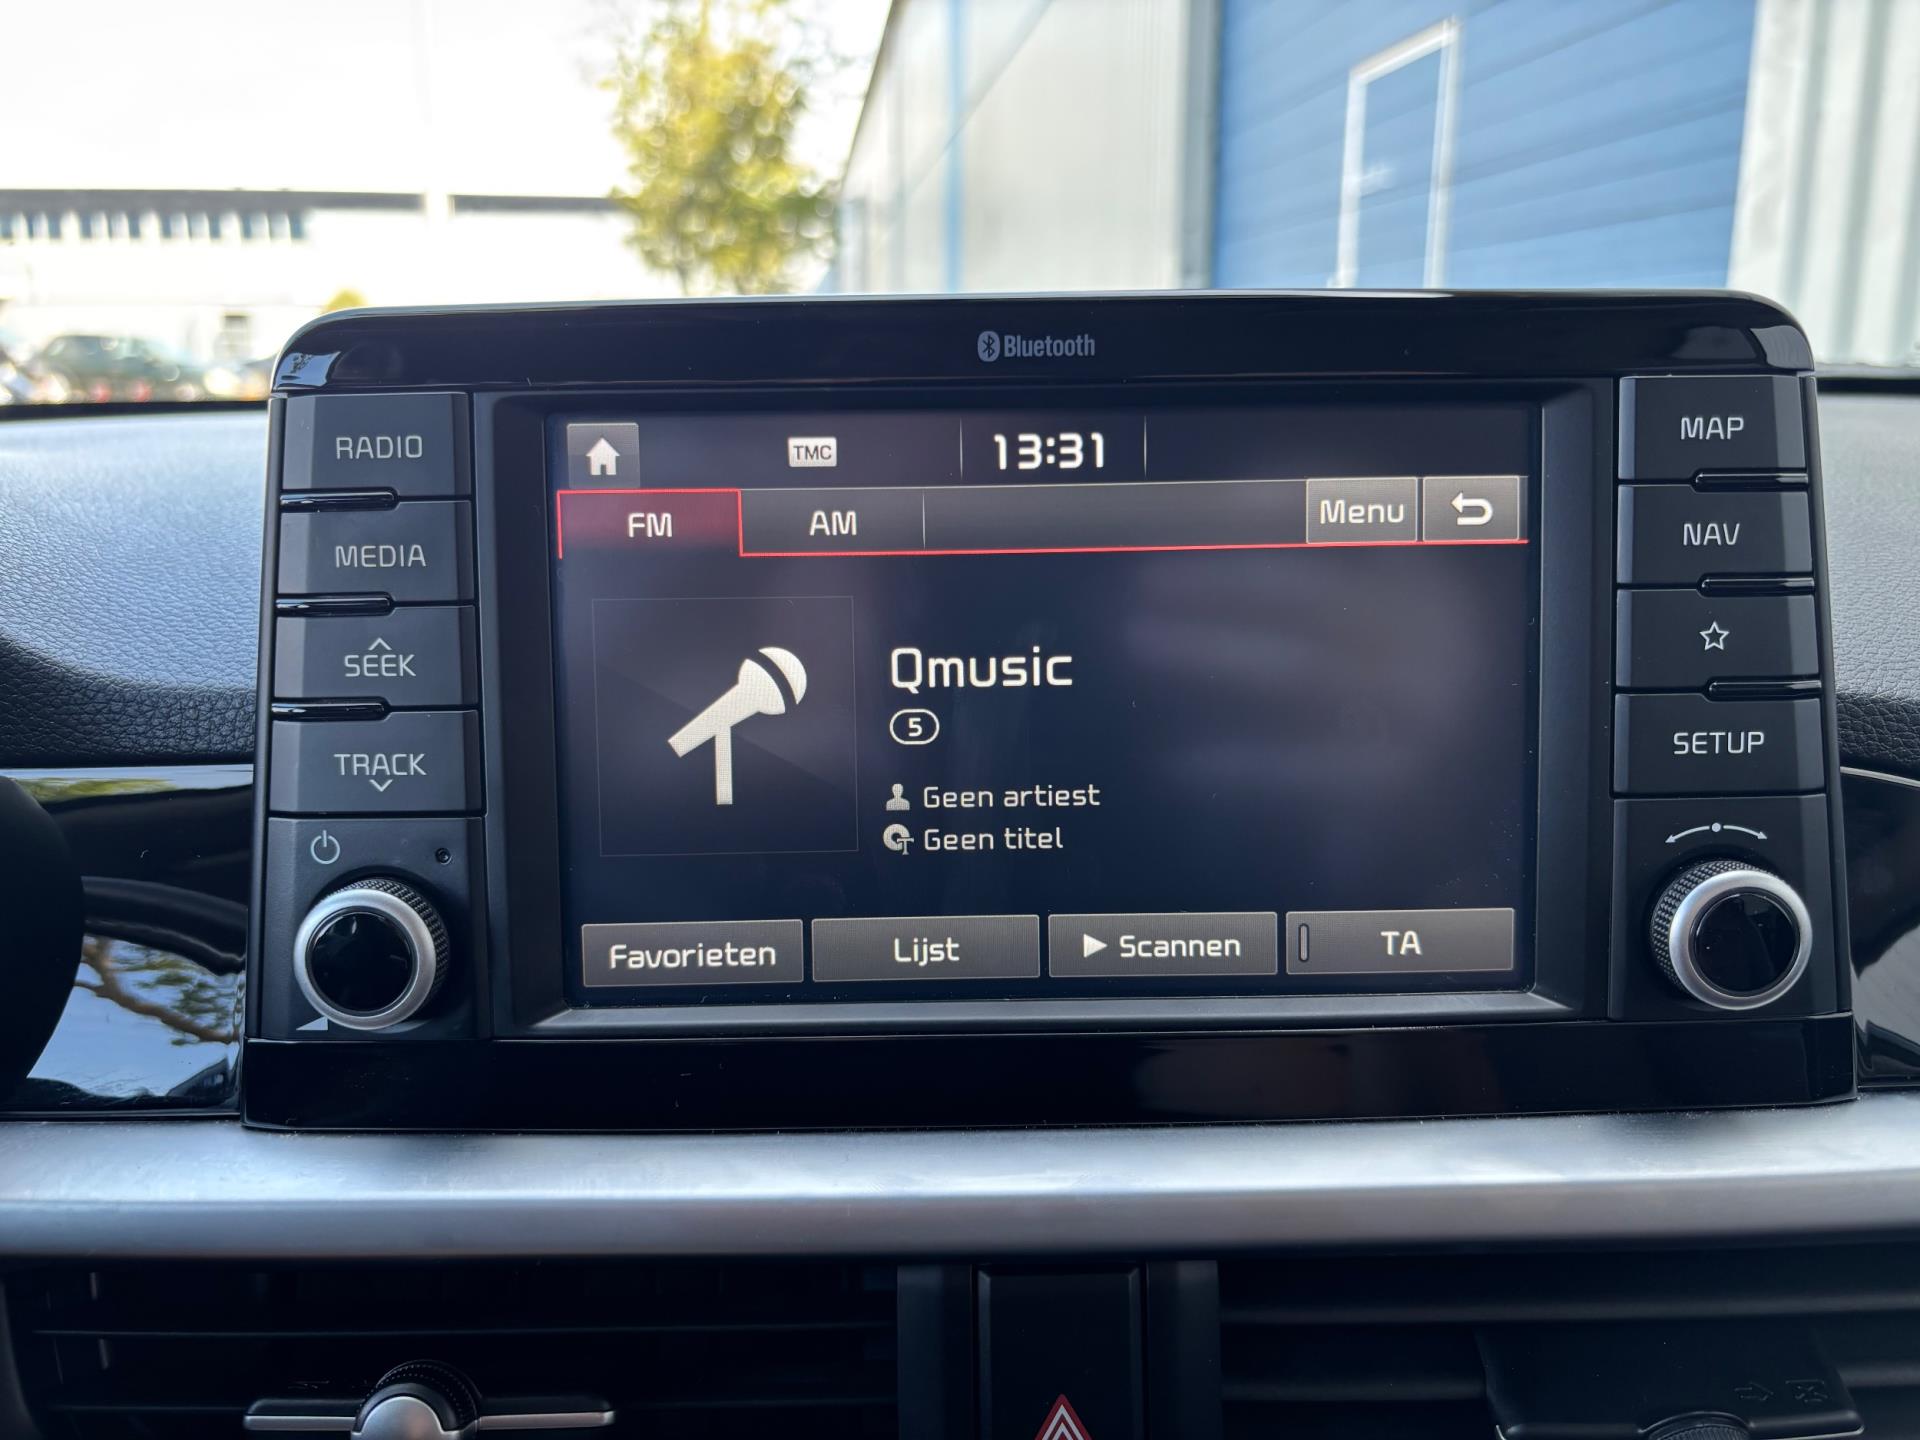 Bluetooth
RADIO
MEDIA
SEEK
TRACK
TMC
13:31
FM
AM
Menu
Qmusic
5
Geen artiest
Geen titel
Favorieten
Lijst
Scannen
TA
MAP
NAV
SETUP